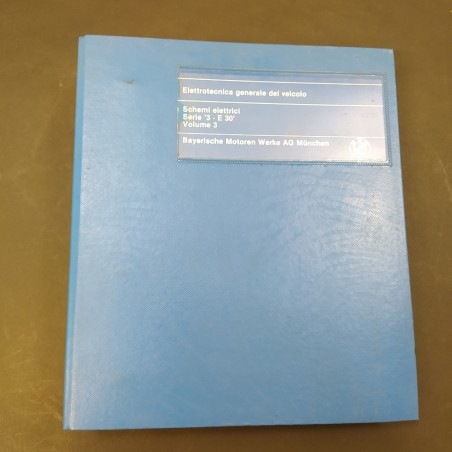 Elettrotecnica generale del veicolo
Schemi elettrici
Serie '3 - E 30'
Volume 3
Bayerische Motoren Werke AG München